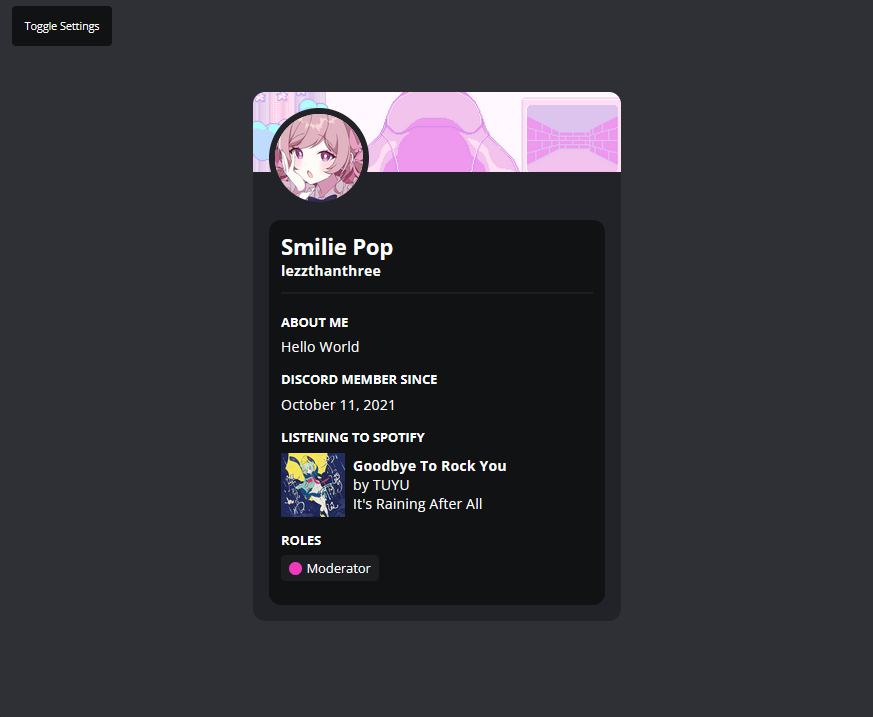 Toggle Settings
Smilie Pop
lezzthanthree
ABOUT ME
Hello World
DISCORD MEMBER SINCE
October 11, 2021
LISTENING TO SPOTIFY
Goodbye To Rock You
by TUYU
It's Raining After All
ROLES
Moderator